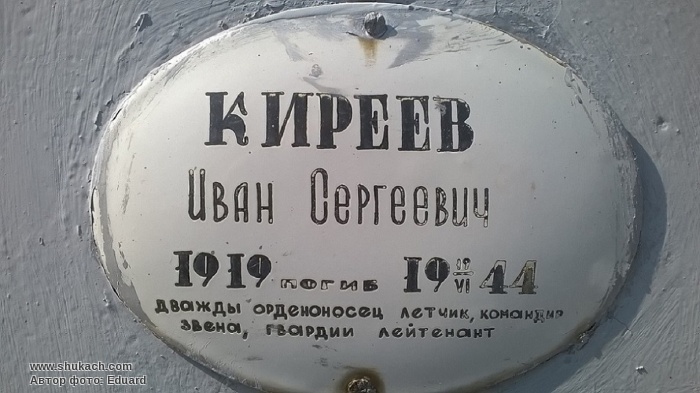 КИРЕЕВ
Иван Сергеевич
1919 погиб 19 19/VI 44
дважды орденоносец летчик, командир
звена, гвардии лейтенант
www.shukach.com
Автор фото: Eduard